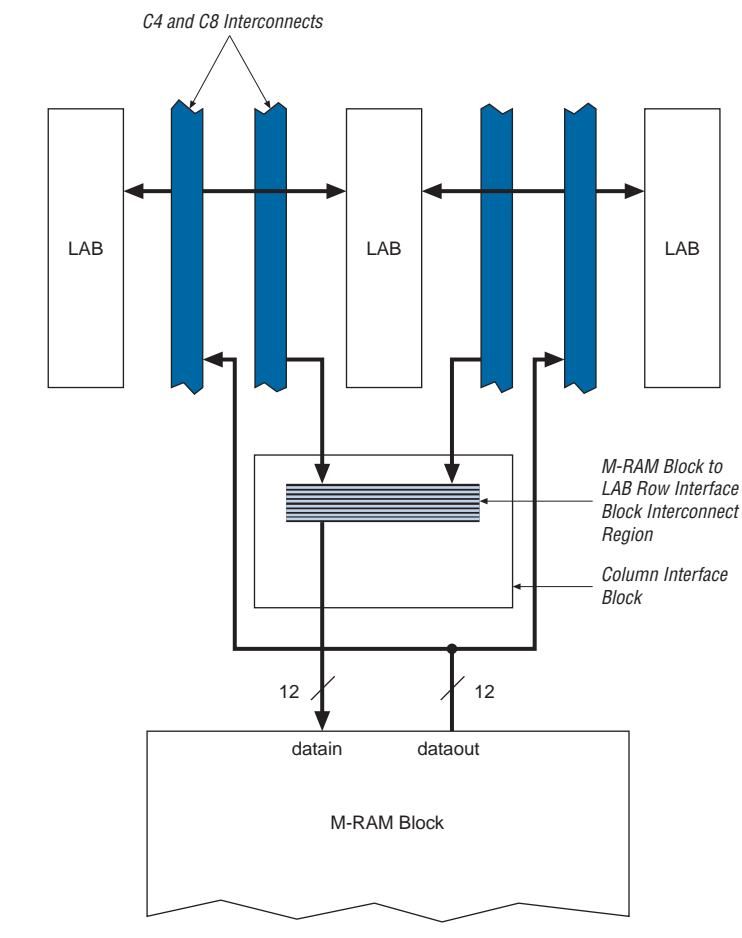 C4 and C8 Interconnects
LAB
LAB
LAB
M-RAM Block to
LAB Row Interface
Block Interconnect
Region
Column Interface
Block
12
12
datain
dataout
M-RAM Block